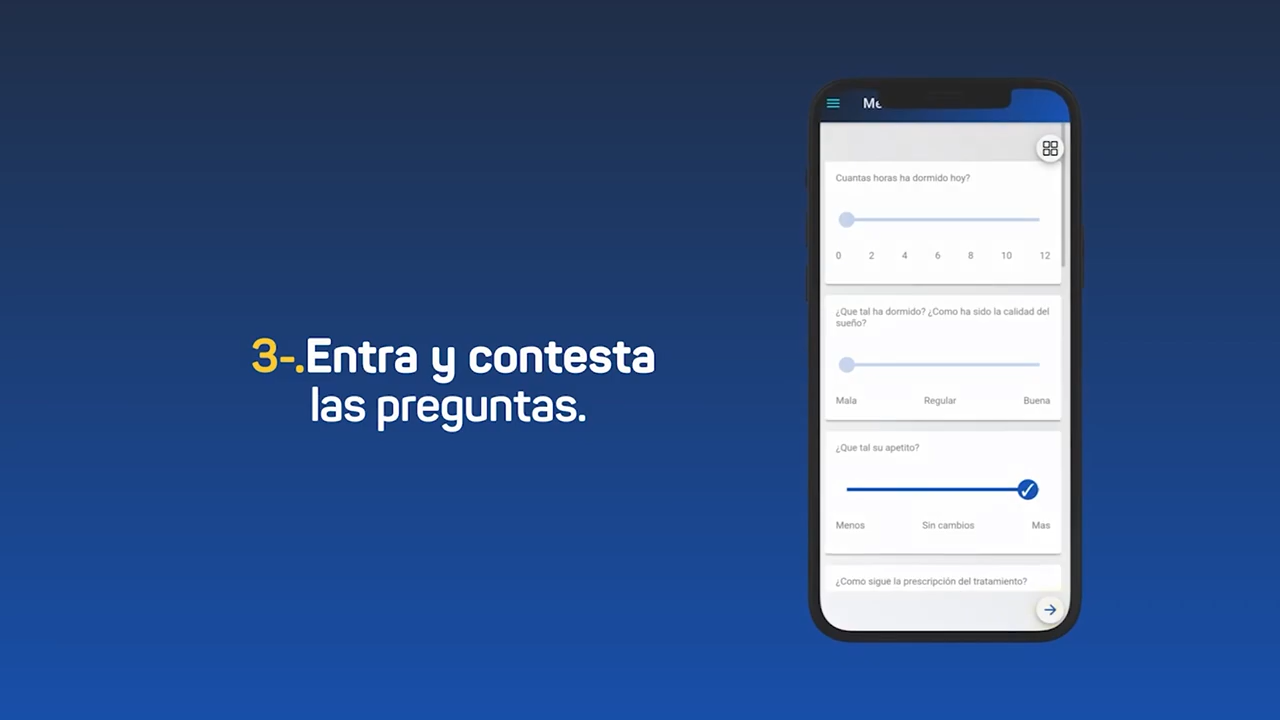 3-.Entra y contesta
las preguntas.
Cuantas horas ha dormido hoy?
0 2 4 6 8 10 12
¿Que tal ha dormido? ¿Como ha sido la calidad del
sueño?
Mala Regular Buena
¿Que tal su apetito?
Menos Sin cambios Mas
¿Como sigue la prescripción del tratamiento?